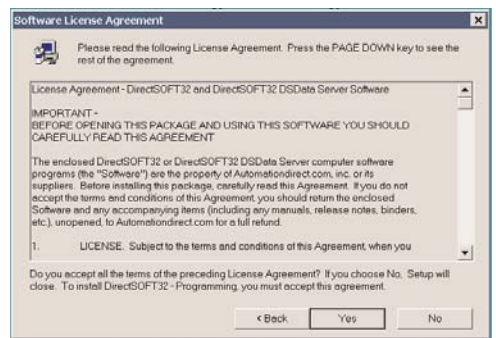 Software License Agreement
Please read the following License Agreement. Press the PAGE DOWN key to see the
rest of the agreement.
License Agreement - DirectSOFT32 and DirectSOFT32 DSData Server Software
IMPORTANT -
BEFORE OPENING THIS PACKAGE AND USING THIS SOFTWARE YOU SHOULD
CAREFULLY READ THIS AGREEMENT
The enclosed DirectSOFT32 or DirectSOFT32 DSData Server computer software
programs (the "Software") are the property of Automationdirect.com, inc. or its
suppliers. Before installing this package, carefully read this Agreement. If you do not
accept the terms and conditions of this Agreement, you should return the enclosed
Software and any accompanying items (including any manuals, release notes, binders,
etc.), unopened, to Automationdirect.com for a full refund.
1. LICENSE. Subject to the terms and conditions of this Agreement, when you
Do you accept all the terms of the preceding License Agreement? If you choose No, Setup will
close. To install DirectSOFT32 - Programming, you must accept this agreement.
< Back Yes No